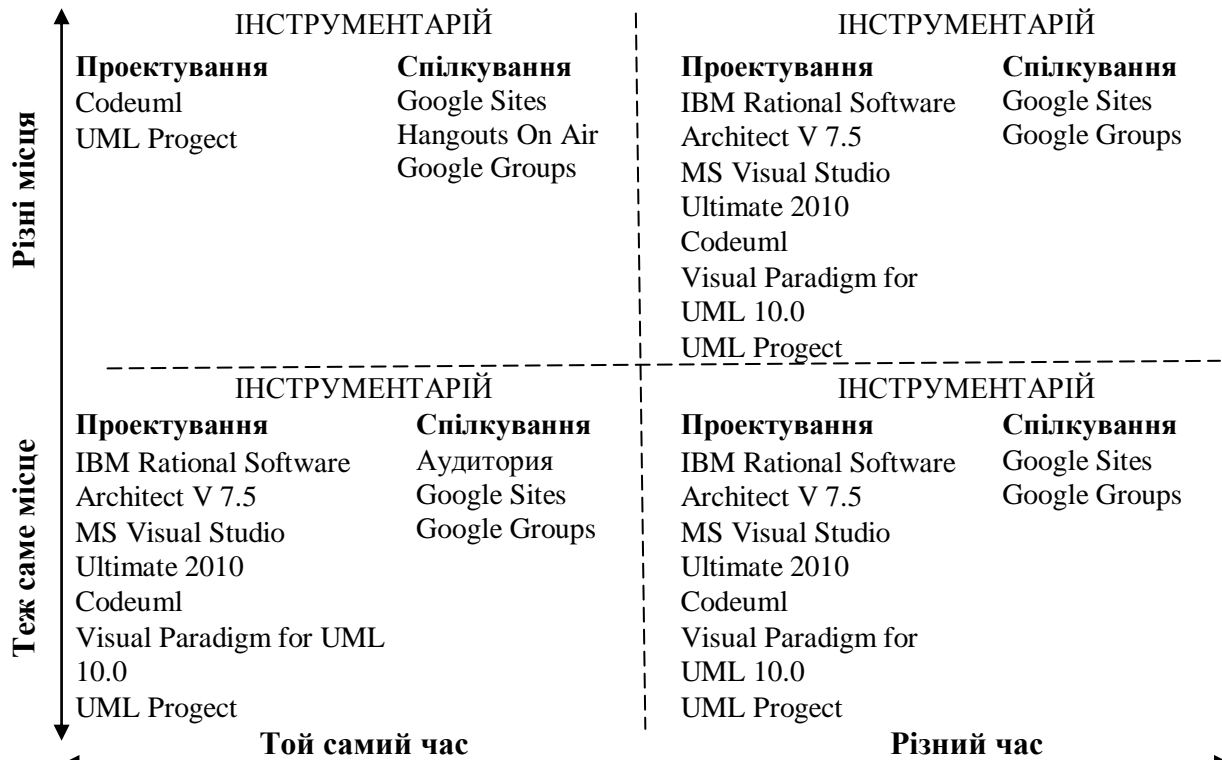 Різні місця
ІНСТРУМЕНТАРІЙ
Проектування
Codeuml
UML Progect
Спілкування
Google Sites
Hangouts On Air
Google Groups
ІНСТРУМЕНТАРІЙ
Проектування
IBM Rational Software
Architect V 7.5
MS Visual Studio
Ultimate 2010
Codeuml
Visual Paradigm for
UML 10.0
UML Progect
Спілкування
Google Sites
Google Groups
Теж саме місце
ІНСТРУМЕНТАРІЙ
Проектування
IBM Rational Software
Architect V 7.5
MS Visual Studio
Ultimate 2010
Codeuml
Visual Paradigm for UML
10.0
UML Progect
Спілкування
Аудитория
Google Sites
Google Groups
ІНСТРУМЕНТАРІЙ
Проектування
IBM Rational Software
Architect V 7.5
MS Visual Studio
Ultimate 2010
Codeuml
Visual Paradigm for
UML 10.0
UML Progect
Спілкування
Google Sites
Google Groups
Той самий час
Різний час